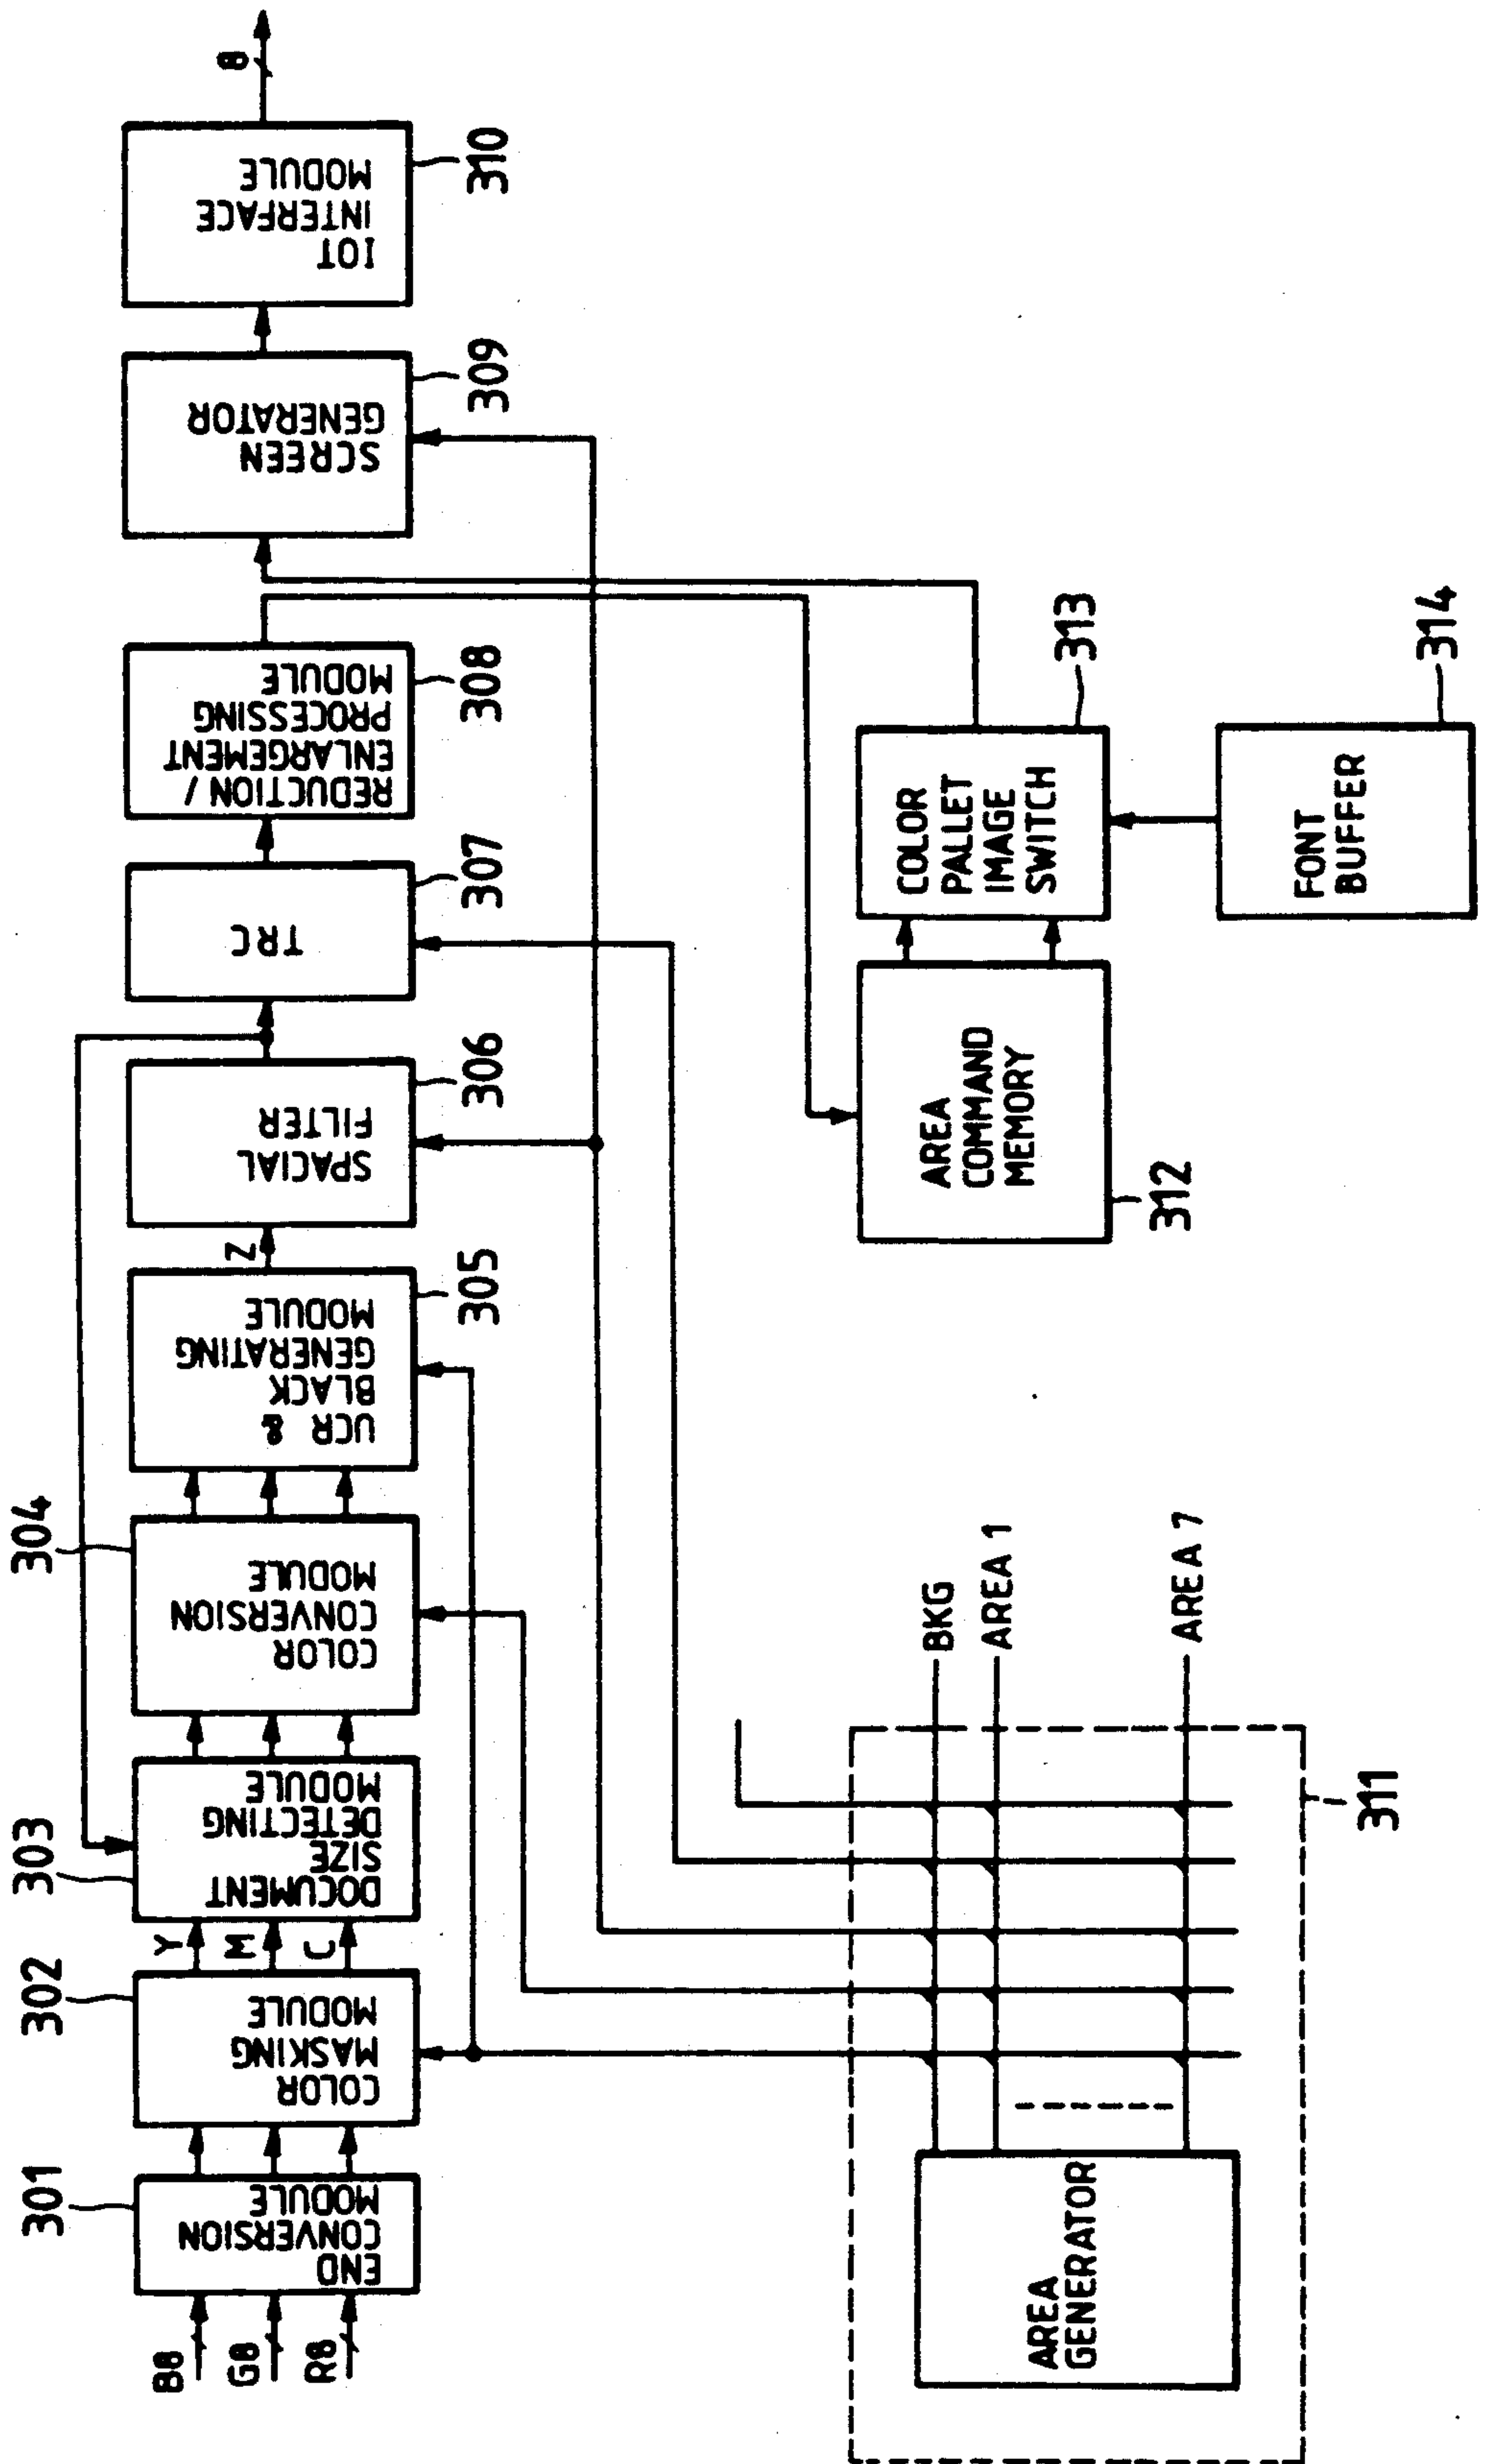 301
302
303
304
305
306
307
308
309
310
B8
G8
R8
END
CONVERSION
MODULE
COLOR
MASKING
MODULE
Y
M
C
DOCUMENT
SIZE
DETECTING
MODULE
COLOR
CONVERSION
MODULE
UCR &
BLACK
GENERATING
MODULE
Z
SPACIAL
FILTER
TRC
REDUCTION /
ENLARGEMENT
PROCESSING
MODULE
SCREEN
GENERATOR
IOT
INTERFACE
MODULE
8
AREA
GENERATOR
BKG
AREA 1
AREA 7
311
AREA
COMMAND
MEMORY
312
COLOR
PALLET
IMAGE
SWITCH
313
FONT
BUFFER
314